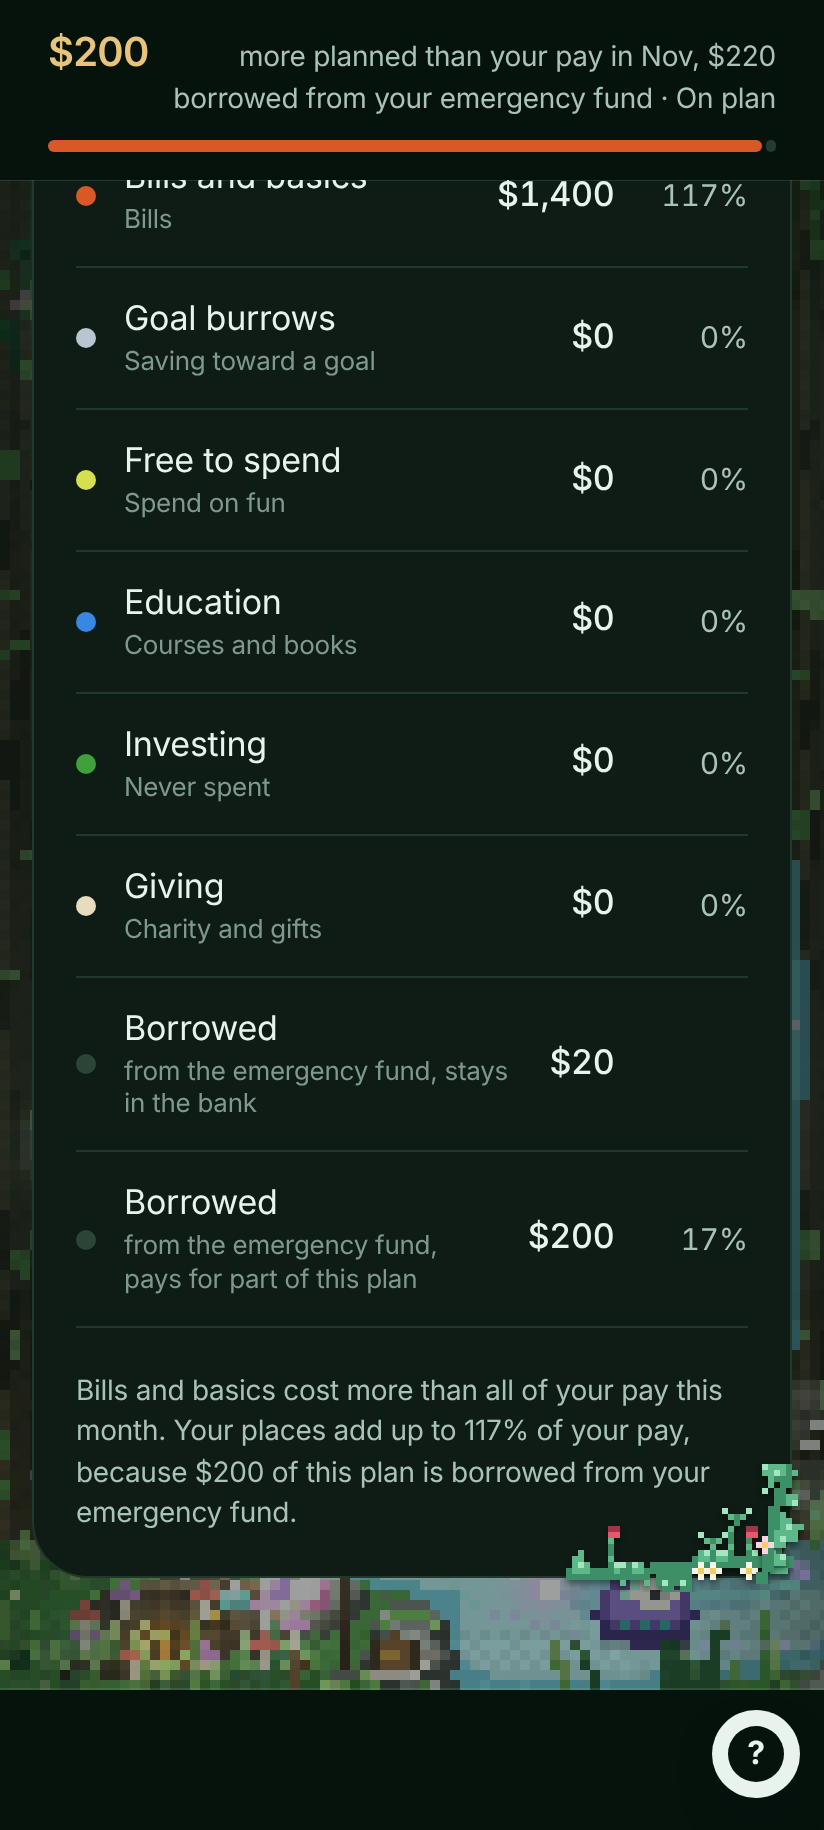 $200
more planned than your pay in Nov, $220
borrowed from your emergency fund · On plan
Bills and basics
$1,400
117%
Bills
Goal burrows
$0
0%
Saving toward a goal
Free to spend
$0
0%
Spend on fun
Education
$0
0%
Courses and books
Investing
$0
0%
Never spent
Giving
$0
0%
Charity and gifts
Borrowed
from the emergency fund, stays
in the bank
$20
Borrowed
from the emergency fund,
pays for part of this plan
$200
17%
Bills and basics cost more than all of your pay this
month. Your places add up to 117% of your pay,
because $200 of this plan is borrowed from your
emergency fund.
?